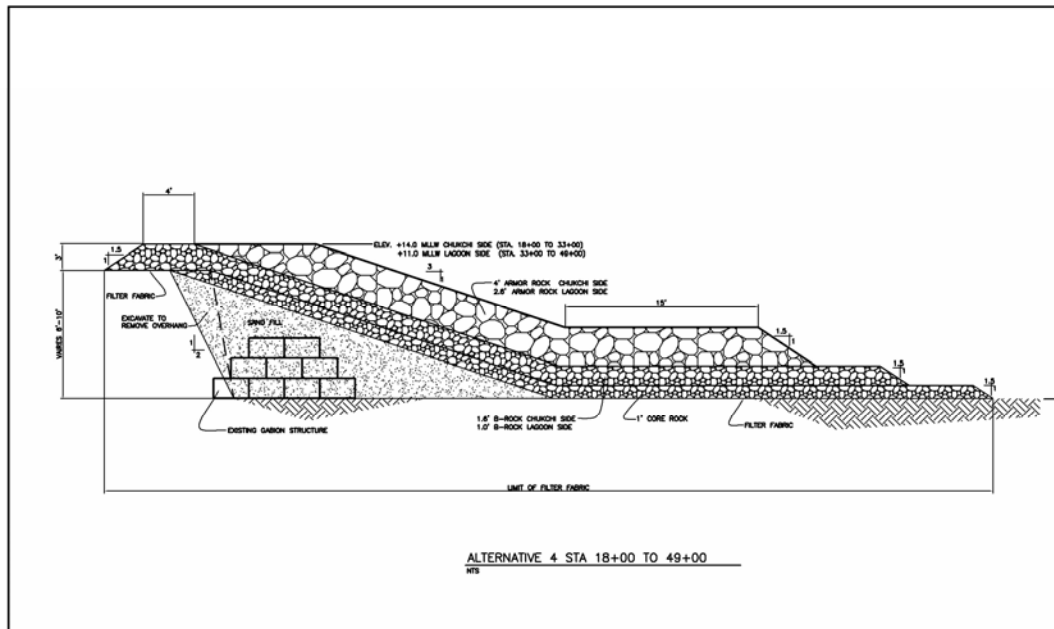 4'
ELEV. +14.0 MLLW CHUKCHI SIDE (STA. 18+00 TO 33+00)
+11.0 MLLW LAGOON SIDE (STA. 33+00 TO 49+00)
1.5
1
3'
3
1
4' ARMOR ROCK CHUKCHI SIDE
2.6' ARMOR ROCK LAGOON SIDE
FILTER FABRIC
15'
EXCAVATE TO
REMOVE OVERHANG
SAND FILL
1.5
1
VARIES 6'-10'
1
2
1.5
1
1.5
1
1.6' B-ROCK CHUKCHI SIDE
1.0' B-ROCK LAGOON SIDE
1' CORE ROCK
FILTER FABRIC
EXISTING GABION STRUCTURE
LIMIT OF FILTER FABRIC
ALTERNATIVE 4 STA 18+00 TO 49+00
NTS